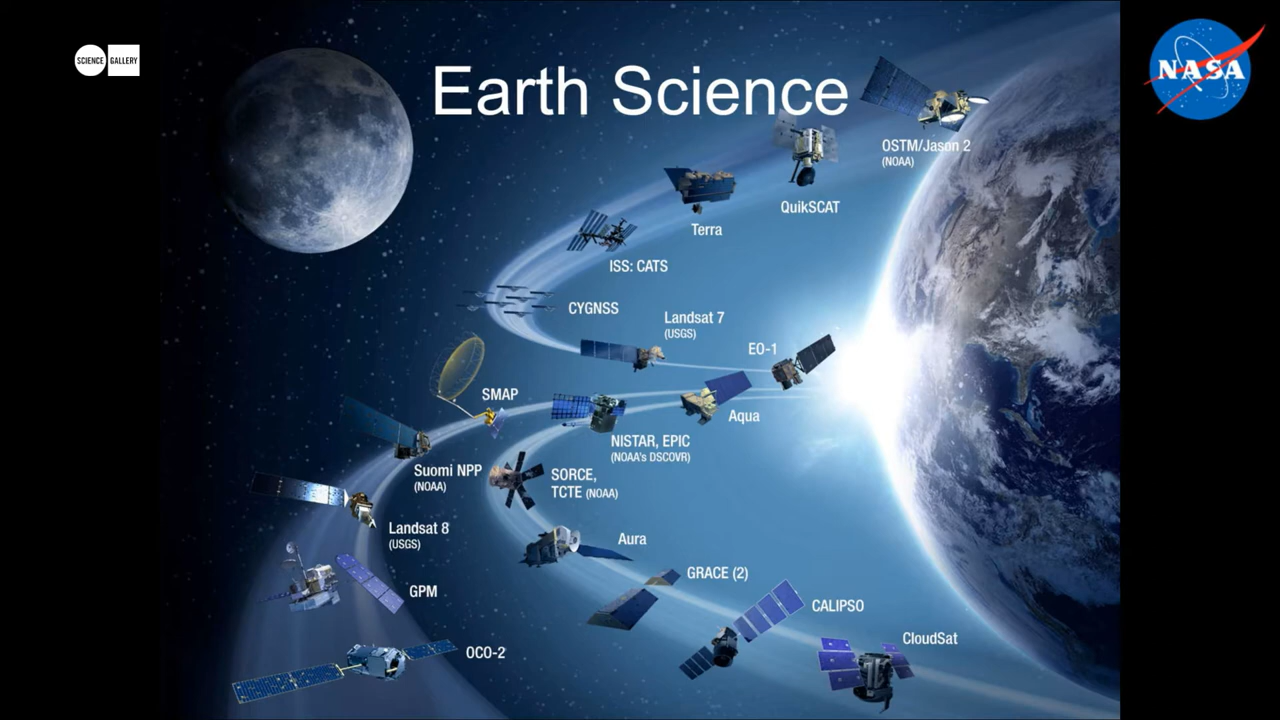 SCIENCE GALLERY
NASA
Earth Science
OSTM/Jason 2
(NOAA)
QuikSCAT
Terra
ISS: CATS
CYGNSS
Landsat 7
(USGS)
EO-1
SMAP
Aqua
NISTAR, EPIC
(NOAA's DSCOVR)
Suomi NPP
(NOAA)
SORCE,
TCTE (NOAA)
Landsat 8
(USGS)
Aura
GRACE (2)
GPM
CALIPSO
CloudSat
OCO-2